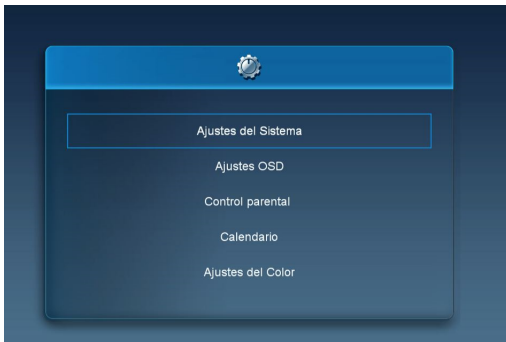 Ajustes del Sistema
Ajustes OSD
Control parental
Calendario
Ajustes del Color